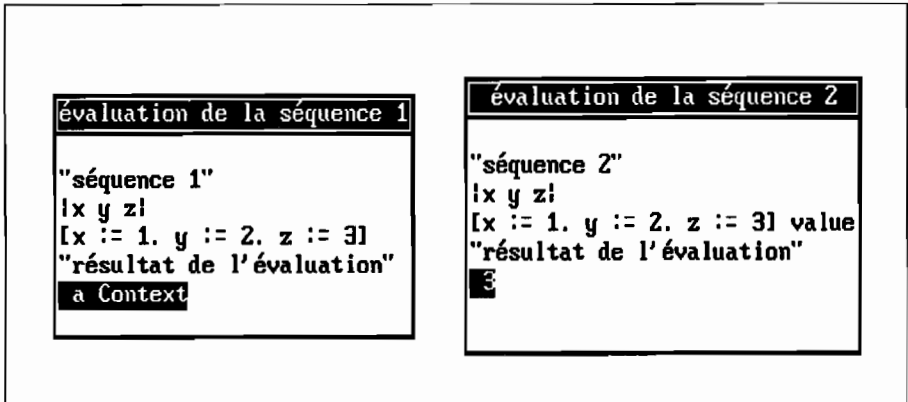 évaluation de la séquence 1
"séquence 1"
|x y z|
[x := 1. y := 2. z := 3]
"résultat de l'évaluation"
a Context
évaluation de la séquence 2
"séquence 2"
|x y z|
[x := 1. y := 2. z := 3] value
"résultat de l'évaluation"
3